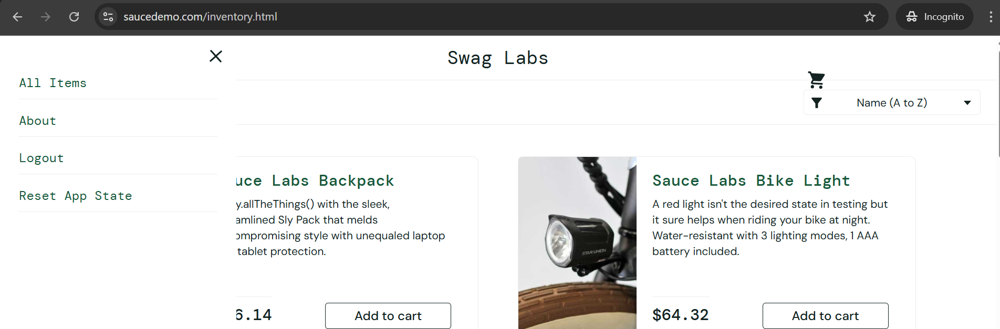 saucedemo.com/inventory.html
Incognito
Swag Labs
All Items
About
Logout
Reset App State
Name (A to Z)
uce Labs Backpack
y.allTheThings() with the sleek,
amlined Sly Pack that melds
ompromising style with unequaled laptop
tablet protection.
6.14
Add to cart
STAR UNION
Sauce Labs Bike Light
A red light isn't the desired state in testing but
it sure helps when riding your bike at night.
Water-resistant with 3 lighting modes, 1 AAA
battery included.
$64.32
Add to cart